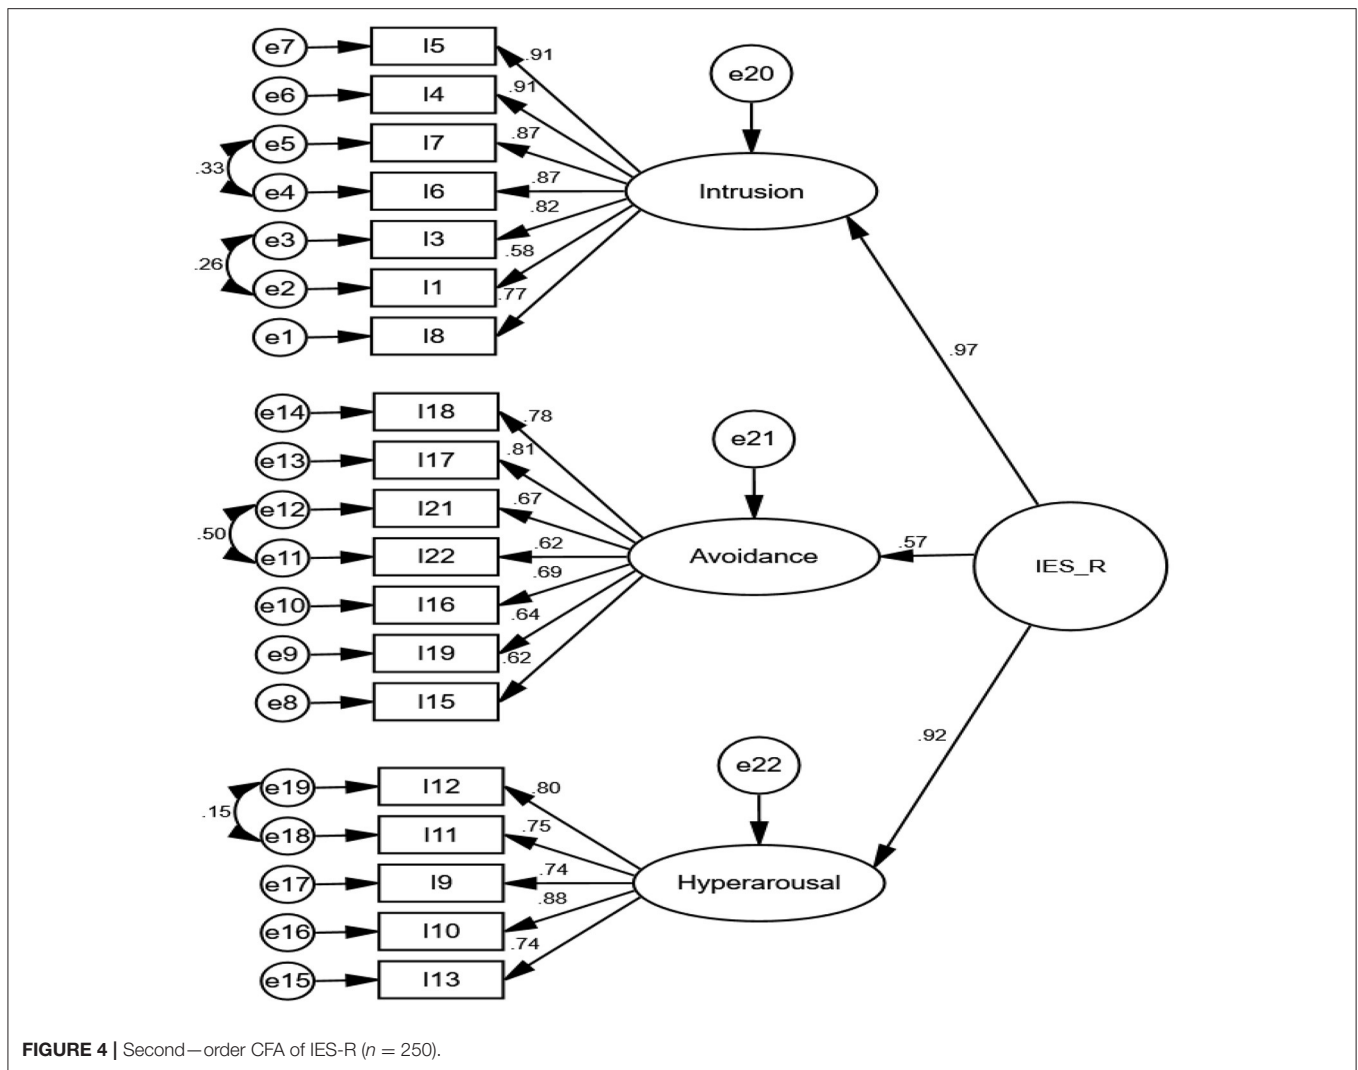 e7 I5 .91
e20
e6 I4 .91
e5 I7 .87
.33
e4 I6 .87
Intrusion
e3 I3 .82
.26
e2 I1 .58
e1 I8 .77
.97
e14 I18 .78
e21
e13 I17 .81
e12 I21 .67
.50
e11 I22 .62
Avoidance
.57
IES_R
e10 I16 .69
e9 I19 .64
e8 I15 .62
.92
e22
e19 I12 .80
.15
e18 I11 .75
e17 I9 .74
Hyperarousal
e16 I10 .88
e15 I13 .74
FIGURE 4 | Second—order CFA of IES-R (n = 250).